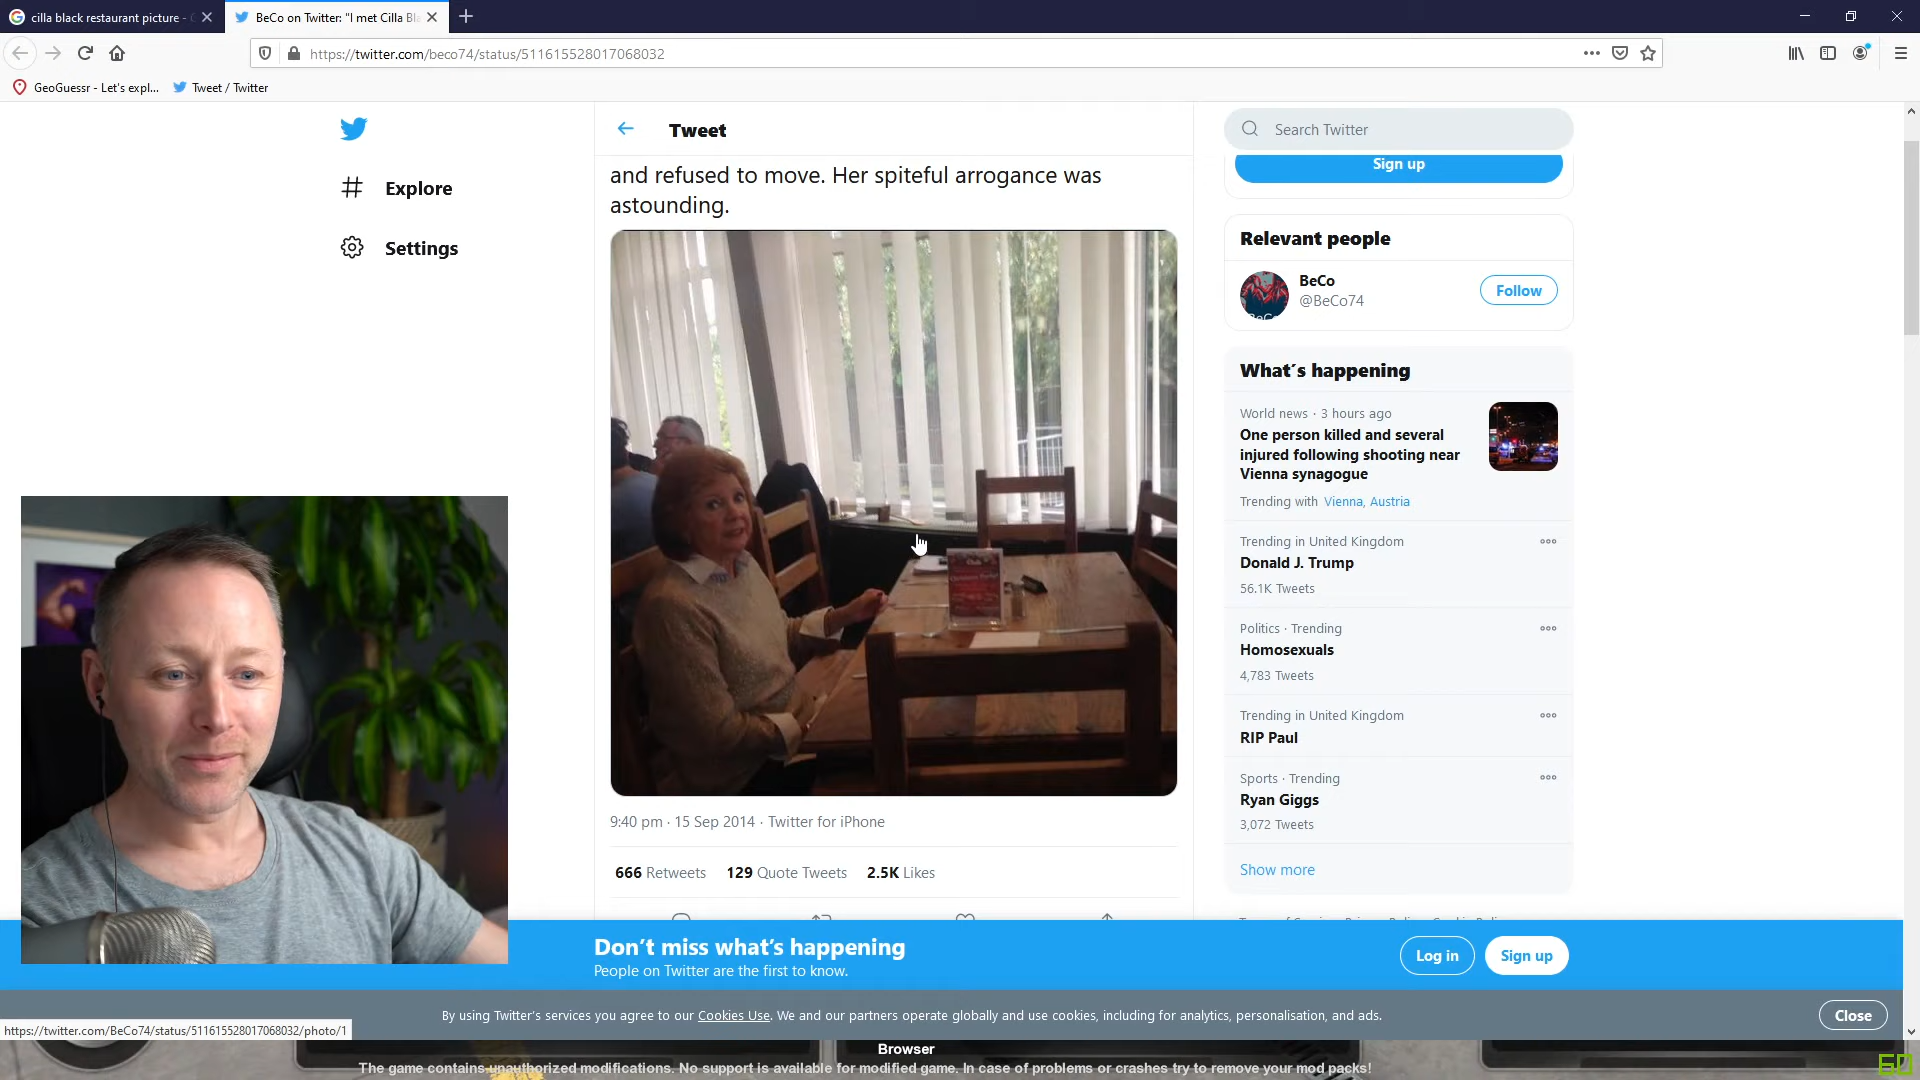 cilla black restaurant picture -
BeCo on Twitter: "I met Cilla Bla
https://twitter.com/beco74/status/511615528017068032
GeoGuessr - Let's expl...
Tweet / Twitter
Explore
Settings
Tweet
and refused to move. Her spiteful arrogance was
astounding.
9:40 pm · 15 Sep 2014 · Twitter for iPhone
666 Retweets 129 Quote Tweets 2.5K Likes
Search Twitter
Sign up
Relevant people
BeCo
@BeCo74
Follow
What's happening
World news · 3 hours ago
One person killed and several
injured following shooting near
Vienna synagogue
Trending with Vienna, Austria
Trending in United Kingdom
Donald J. Trump
56.1K Tweets
Politics · Trending
Homosexuals
4,783 Tweets
Trending in United Kingdom
RIP Paul
Sports · Trending
Ryan Giggs
3,072 Tweets
Show more
Don't miss what's happening
People on Twitter are the first to know.
Log in
Sign up
By using Twitter's services you agree to our Cookies Use. We and our partners operate globally and use cookies, including for analytics, personalisation, and ads.
Close
https://twitter.com/BeCo74/status/511615528017068032/photo/1
Browser
The game contains unauthorized modifications. No support is available for modified game. In case of problems or crashes try to remove your mod packs!
60